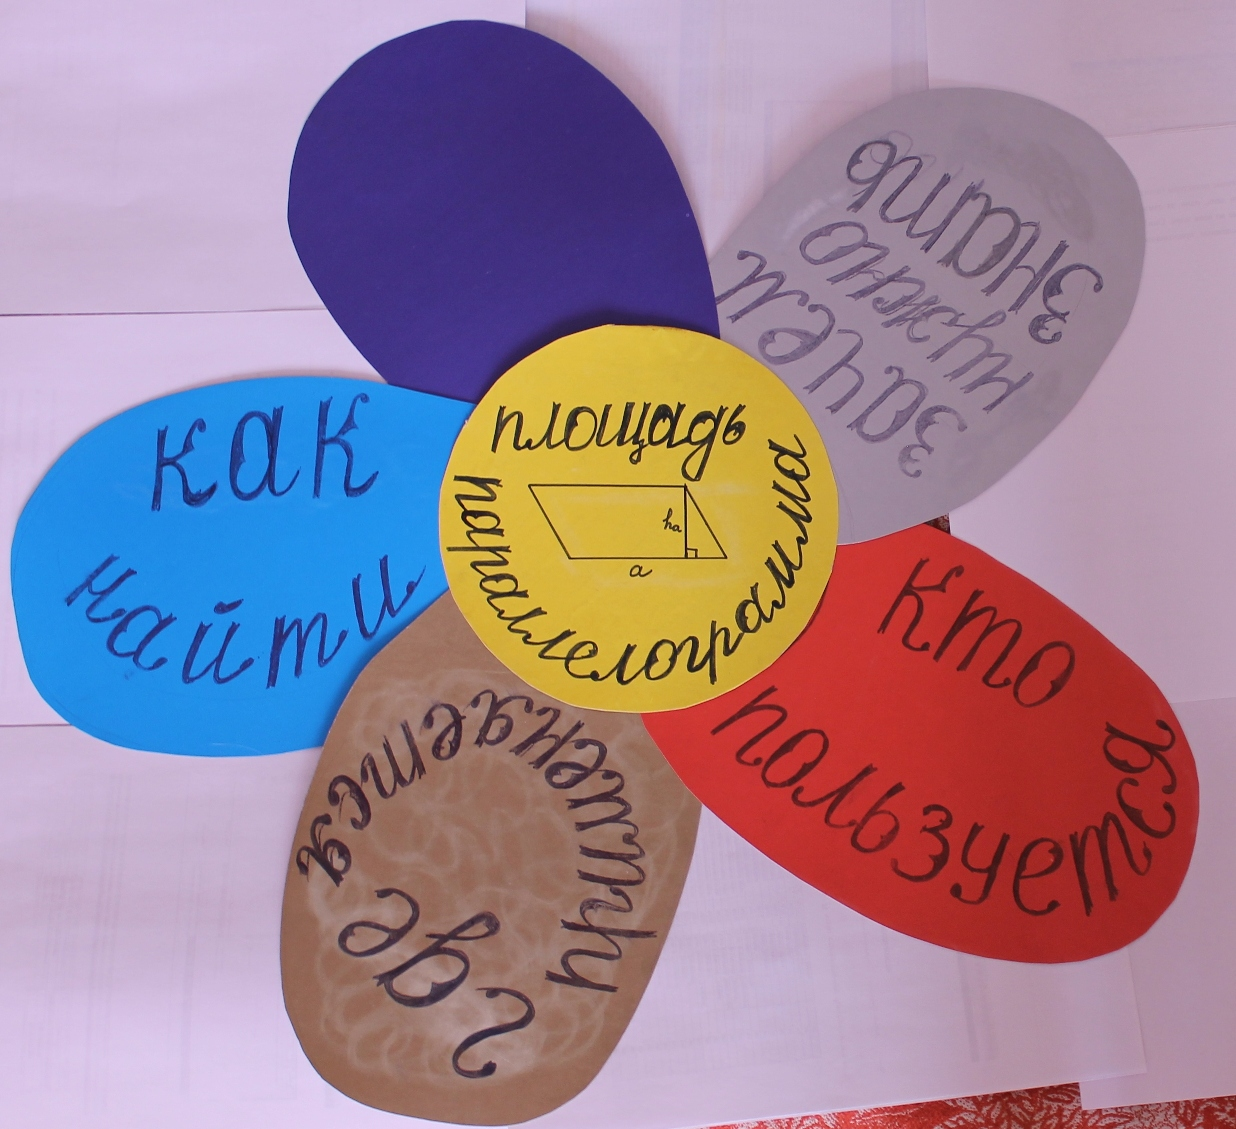 площадь
параллелограмма
ha
a
как
найти
зачем
нужно
знать
кто
пользуется
где
применяется